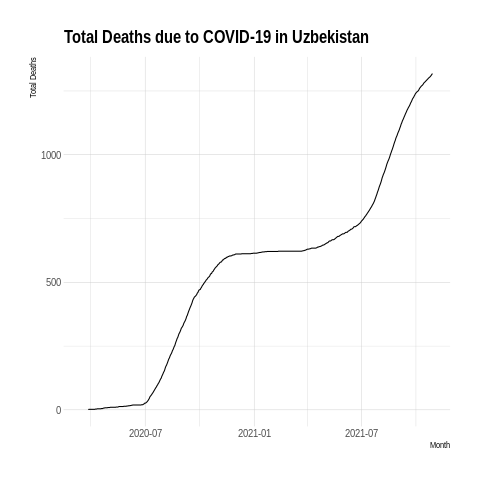 Total Deaths due to COVID-19 in Uzbekistan
Total Deaths
1000
500
0
2020-07
2021-01
2021-07
Month